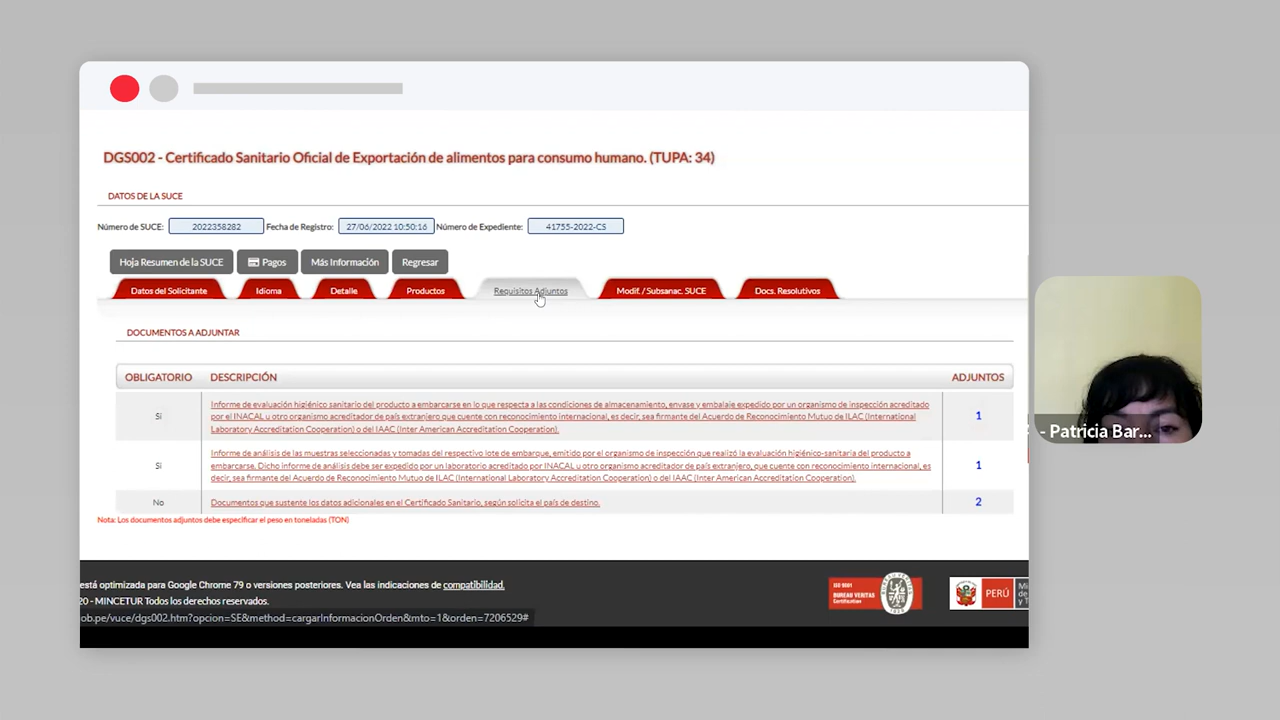 DGS002 - Certificado Sanitario Oficial de Exportación de alimentos para consumo humano. (TUPA: 34)
DATOS DE LA SUCE
Número de SUCE: 2022358282 Fecha de Registro: 27/06/2022 10:50:16 Número de Expediente: 41755-2022-CS
Hoja Resumen de la SUCE Pagos Más Información Regresar
Datos del Solicitante Idioma Detalle Productos Requisitos Adjuntos Modif. / Subsanac. SUCE Docs. Resolutivos
DOCUMENTOS A ADJUNTAR
OBLIGATORIO DESCRIPCIÓN ADJUNTOS
Informe de evaluación higiénico sanitario del producto a embarcarse en lo que respecta a las condiciones de almacenamiento, envase y embalaje expedido por un organismo de inspección acreditado
Si por el INACAL u otro organismo acreditador de país extranjero que cuente con reconocimiento internacional, es decir, sea firmante del Acuerdo de Reconocimiento Mutuo de ILAC (International 1
Laboratory Accreditation Cooperation) o del IAAC (Inter American Accreditation Cooperation).
Informe de análisis de las muestras seleccionadas y tomadas del respectivo lote de embarque, emitido por el organismo de inspección que realizó la evaluación higiénico-sanitaria del producto a
Si embarcarse. Dicho informe de análisis debe ser expedido por un laboratorio acreditado por INACAL u otro organismo acreditador de país extranjero, que cuente con reconocimiento internacional, es 1
decir, sea firmante del Acuerdo de Reconocimiento Mutuo de ILAC (International Laboratory Accreditation Cooperation) o del IAAC (Inter American Accreditation Cooperation).
No Documentos que sustente los datos adicionales en el Certificado Sanitario, según solicita el país de destino. 2
Nota: Los documentos adjuntos debe especificar el peso en toneladas (TON)
- Patricia Bar...
está optimizada para Google Chrome 79 o versiones posteriores. Vea las indicaciones de compatibilidad.
20 - MINCETUR Todos los derechos reservados.
ob.pe/vuce/dgs002.htm?opcion=SE&method=cargarInformacionOrden&mto=1&orden=7206529#
ISO 9001
BUREAU VERITAS
Certification
PERÚ
Mi
de
y T